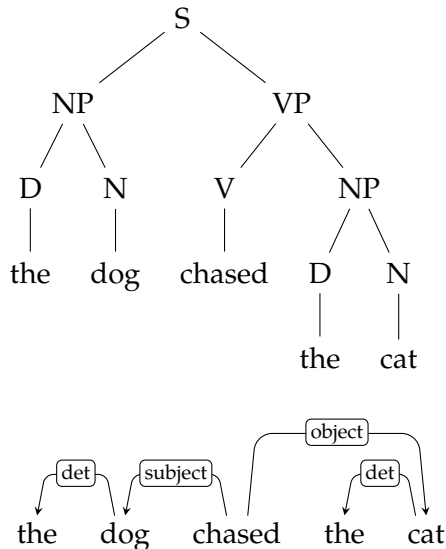 S
NP VP
D N V NP
the dog chased D N
the cat
object
det subject det
the dog chased the cat